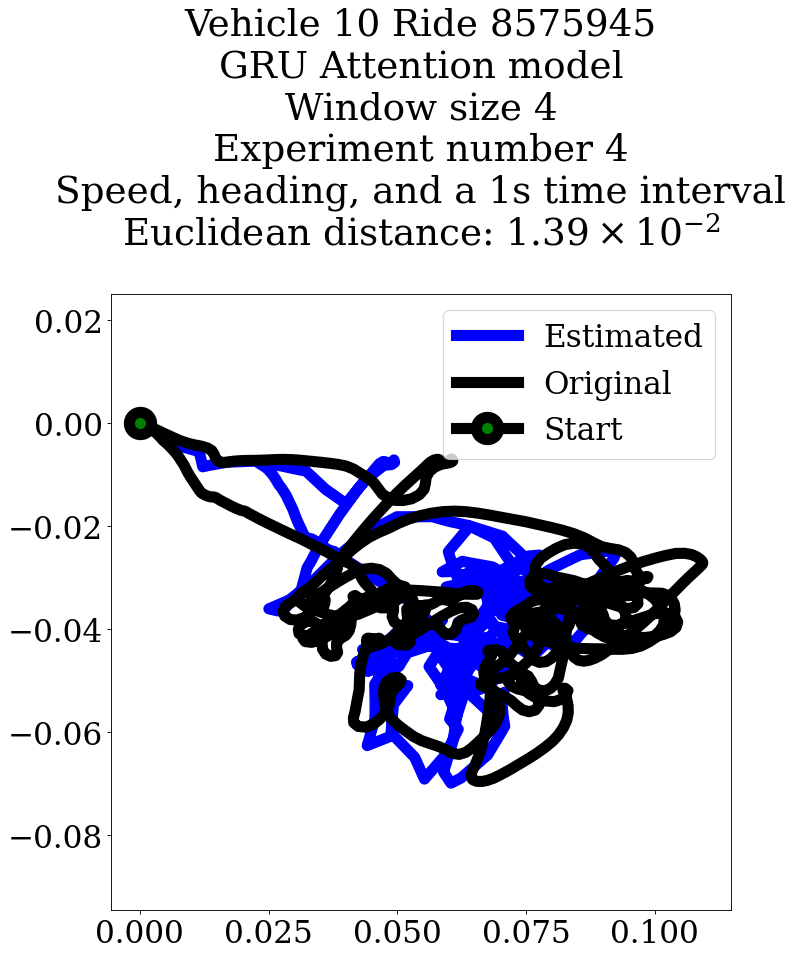 Vehicle 10 Ride 8575945
GRU Attention model
Window size 4
Experiment number 4
Speed, heading, and a 1s time interval
Euclidean distance: 1.39 × 10⁻²
Estimated
Original
Start
0.02
0.00
−0.02
−0.04
−0.06
−0.08
0.000 0.025 0.050 0.075 0.100